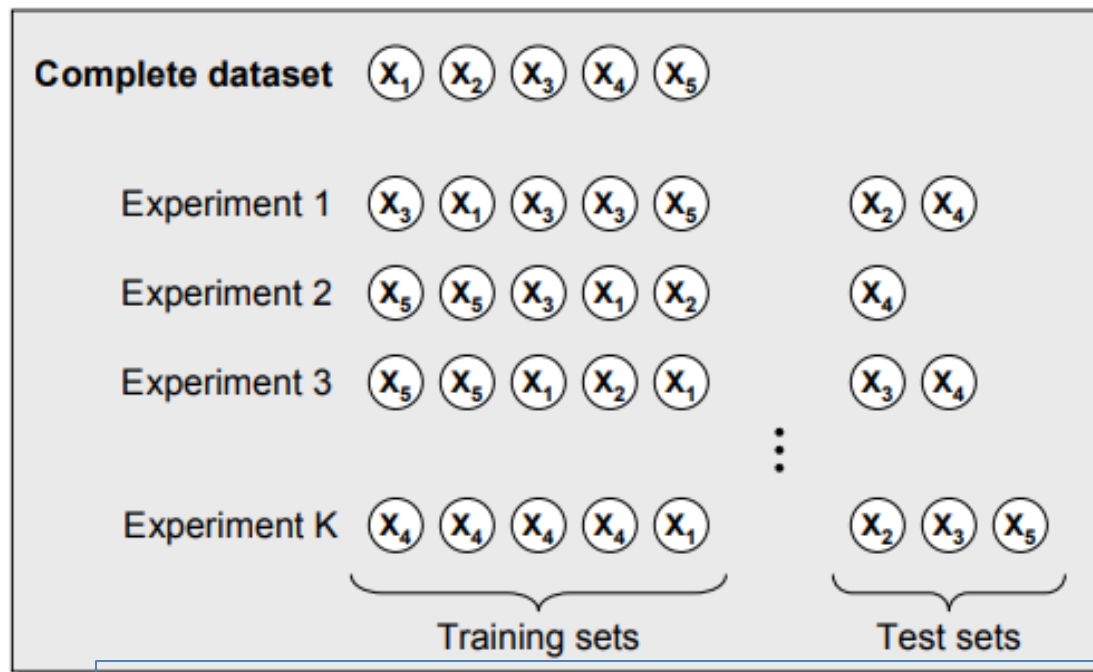 Complete dataset X₁ X₂ X₃ X₄ X₅
Experiment 1 X₃ X₁ X₃ X₃ X₅ X₂ X₄
Experiment 2 X₅ X₅ X₃ X₁ X₂ X₄
Experiment 3 X₅ X₅ X₁ X₂ X₁ X₃ X₄
Experiment K X₄ X₄ X₄ X₄ X₁ X₂ X₃ X₅
Training sets Test sets